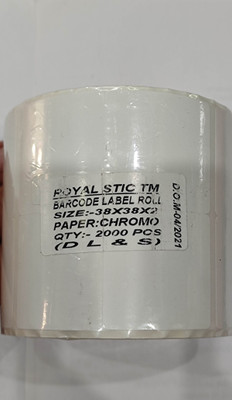 ROYAL STIC TM
BARCODE LABEL ROLL
SIZE:-38X38X2
PAPER:CHROMO
QTY:- 2000 PCS
(D L & S)
D.O.M-04/2021